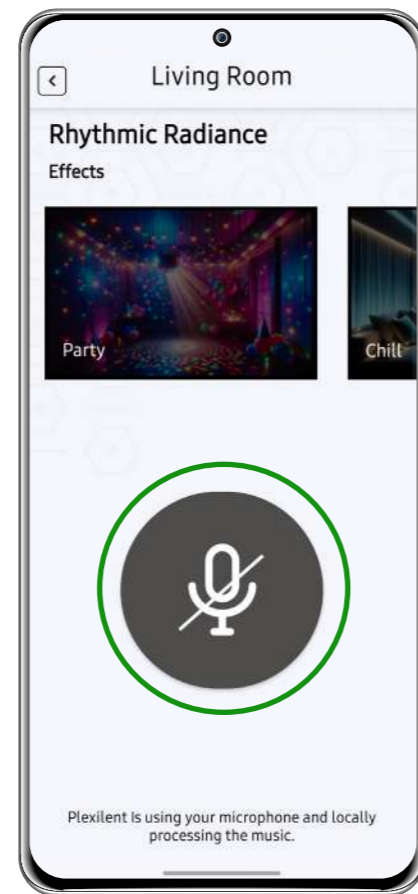 Living Room
Rhythmic Radiance
Effects
Party
Chill
Plexilent Is using your microphone and locally
processing the music.